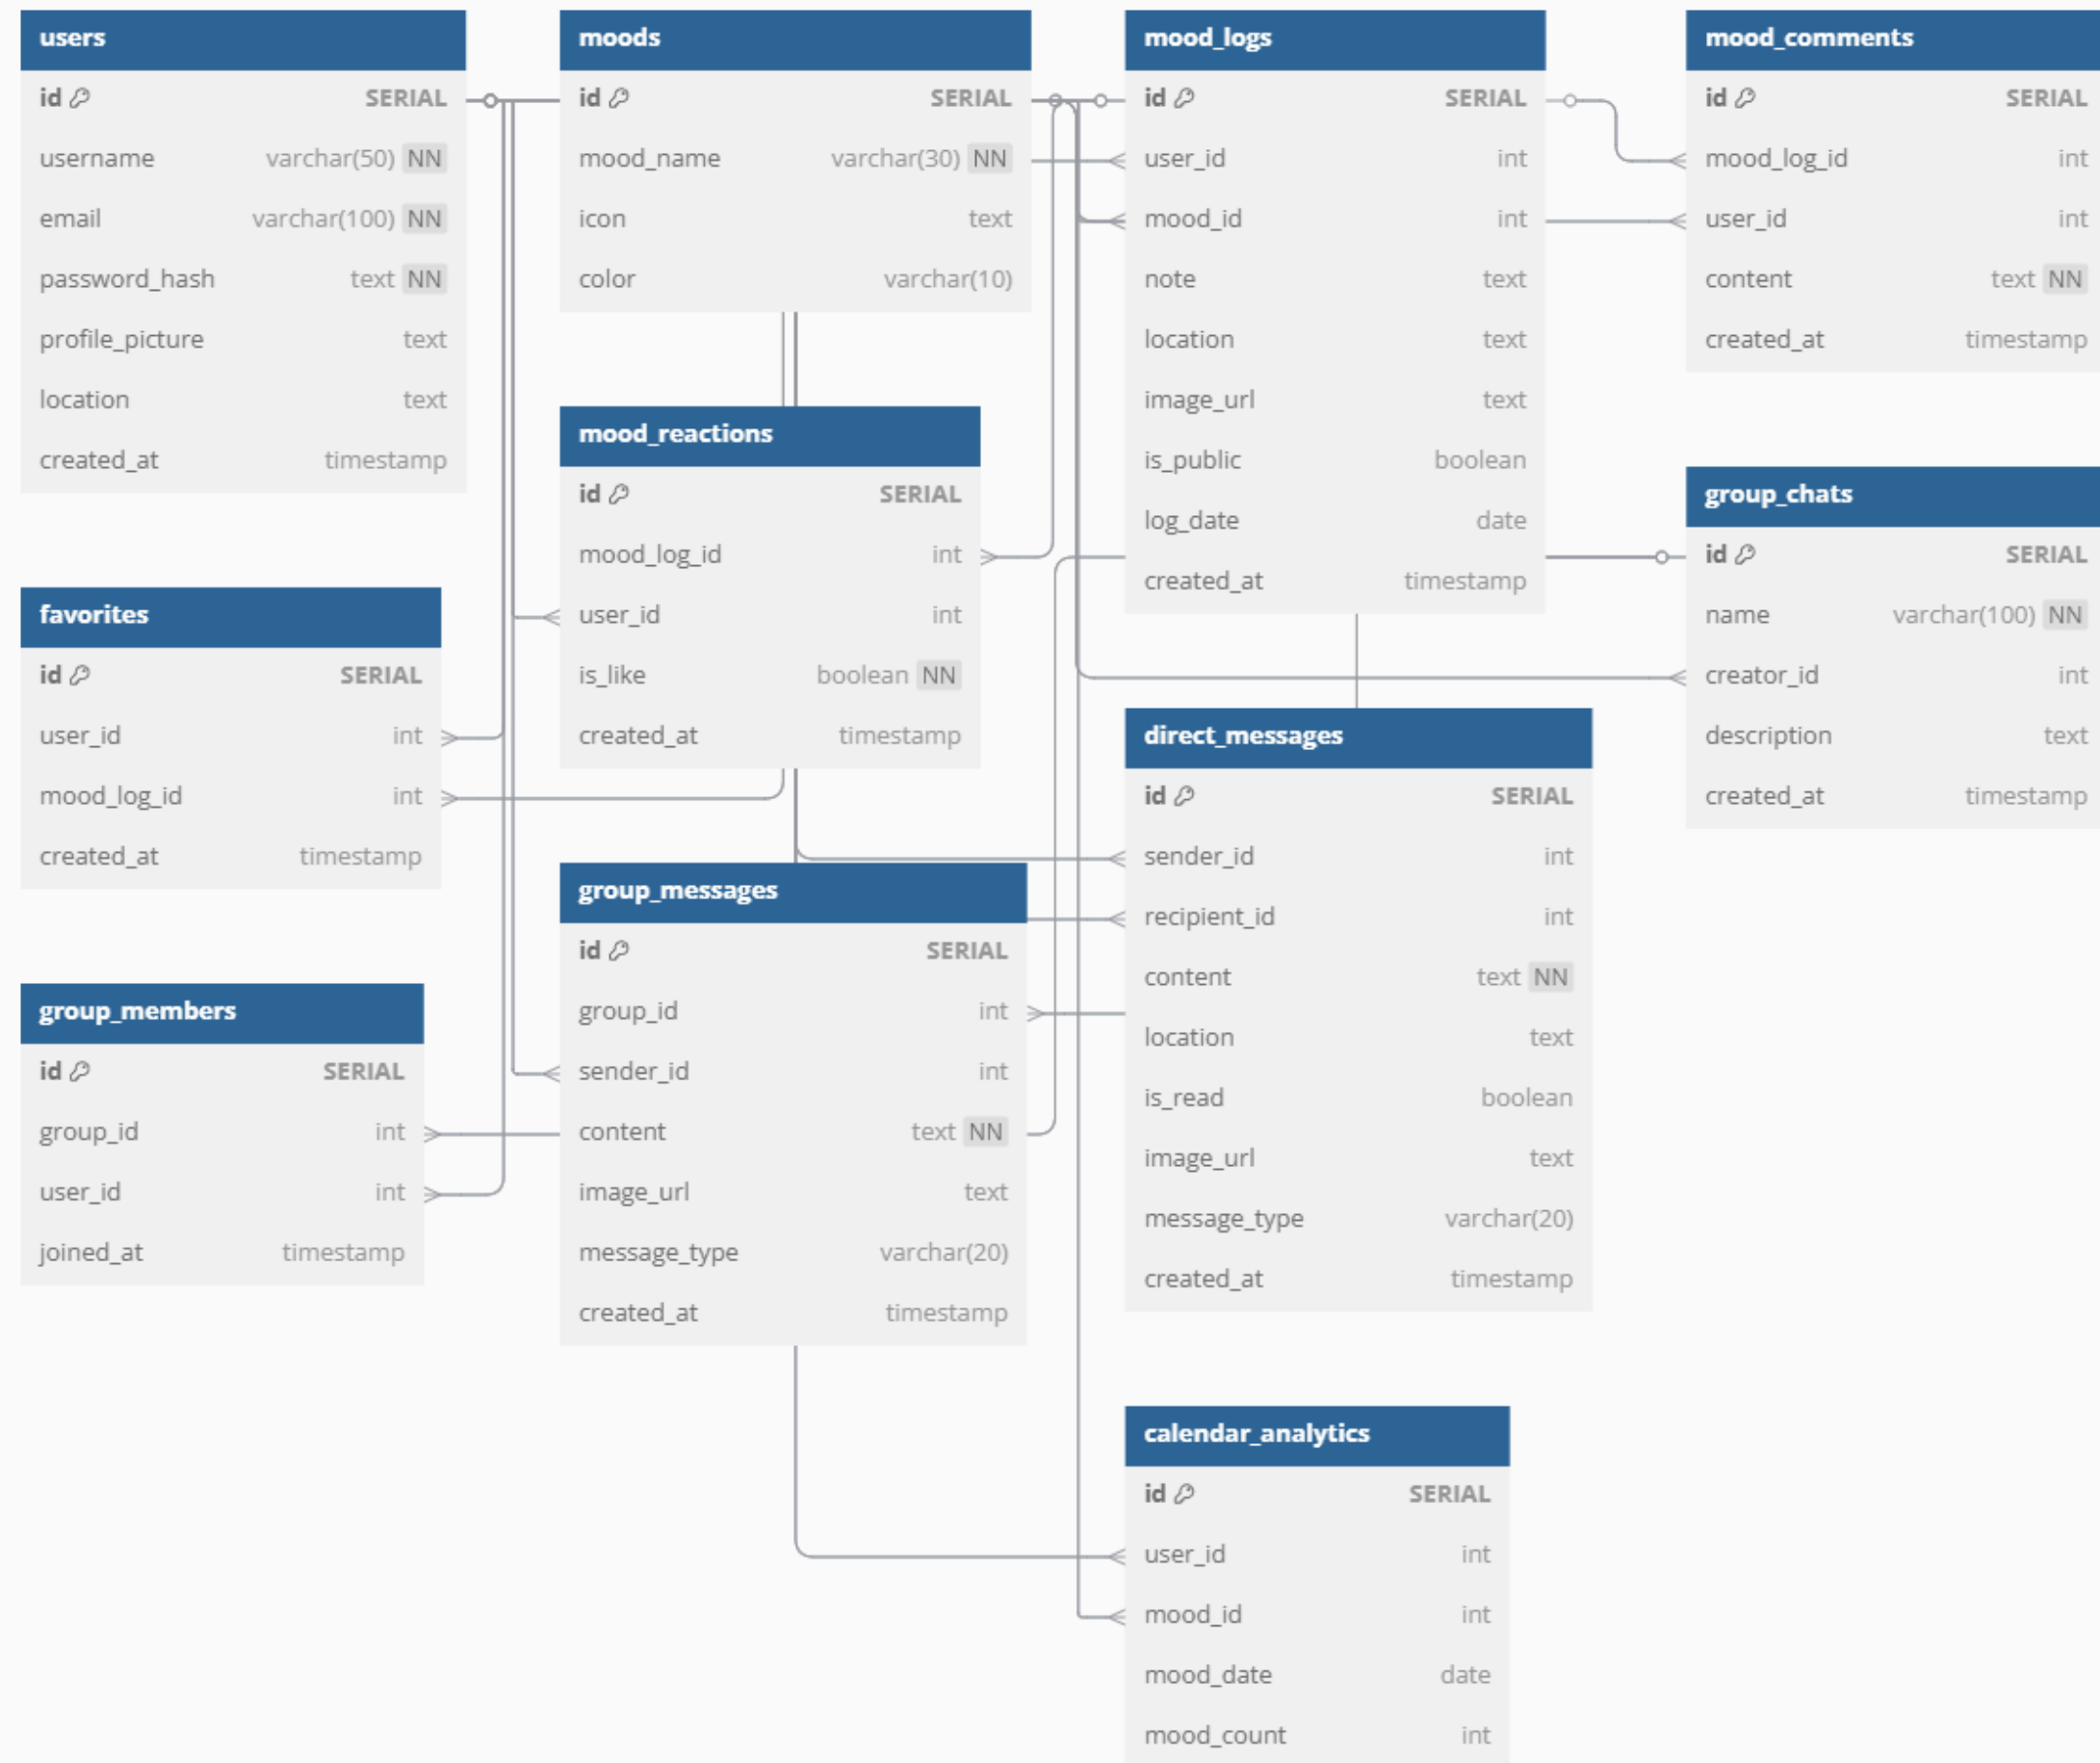 users
id SERIAL
username varchar(50) NN
email varchar(100) NN
password_hash text NN
profile_picture text
location text
created_at timestamp
favorites
id SERIAL
user_id int
mood_log_id int
created_at timestamp
group_members
id SERIAL
group_id int
user_id int
joined_at timestamp
moods
id SERIAL
mood_name varchar(30) NN
icon text
color varchar(10)
mood_reactions
id SERIAL
mood_log_id int
user_id int
is_like boolean NN
created_at timestamp
group_messages
id SERIAL
group_id int
sender_id int
content text NN
image_url text
message_type varchar(20)
created_at timestamp
mood_logs
id SERIAL
user_id int
mood_id int
note text
location text
image_url text
is_public boolean
log_date date
created_at timestamp
direct_messages
id SERIAL
sender_id int
recipient_id int
content text NN
location text
is_read boolean
image_url text
message_type varchar(20)
created_at timestamp
calendar_analytics
id SERIAL
user_id int
mood_id int
mood_date date
mood_count int
mood_comments
id SERIAL
mood_log_id int
user_id int
content text NN
created_at timestamp
group_chats
id SERIAL
name varchar(100) NN
creator_id int
description text
created_at timestamp